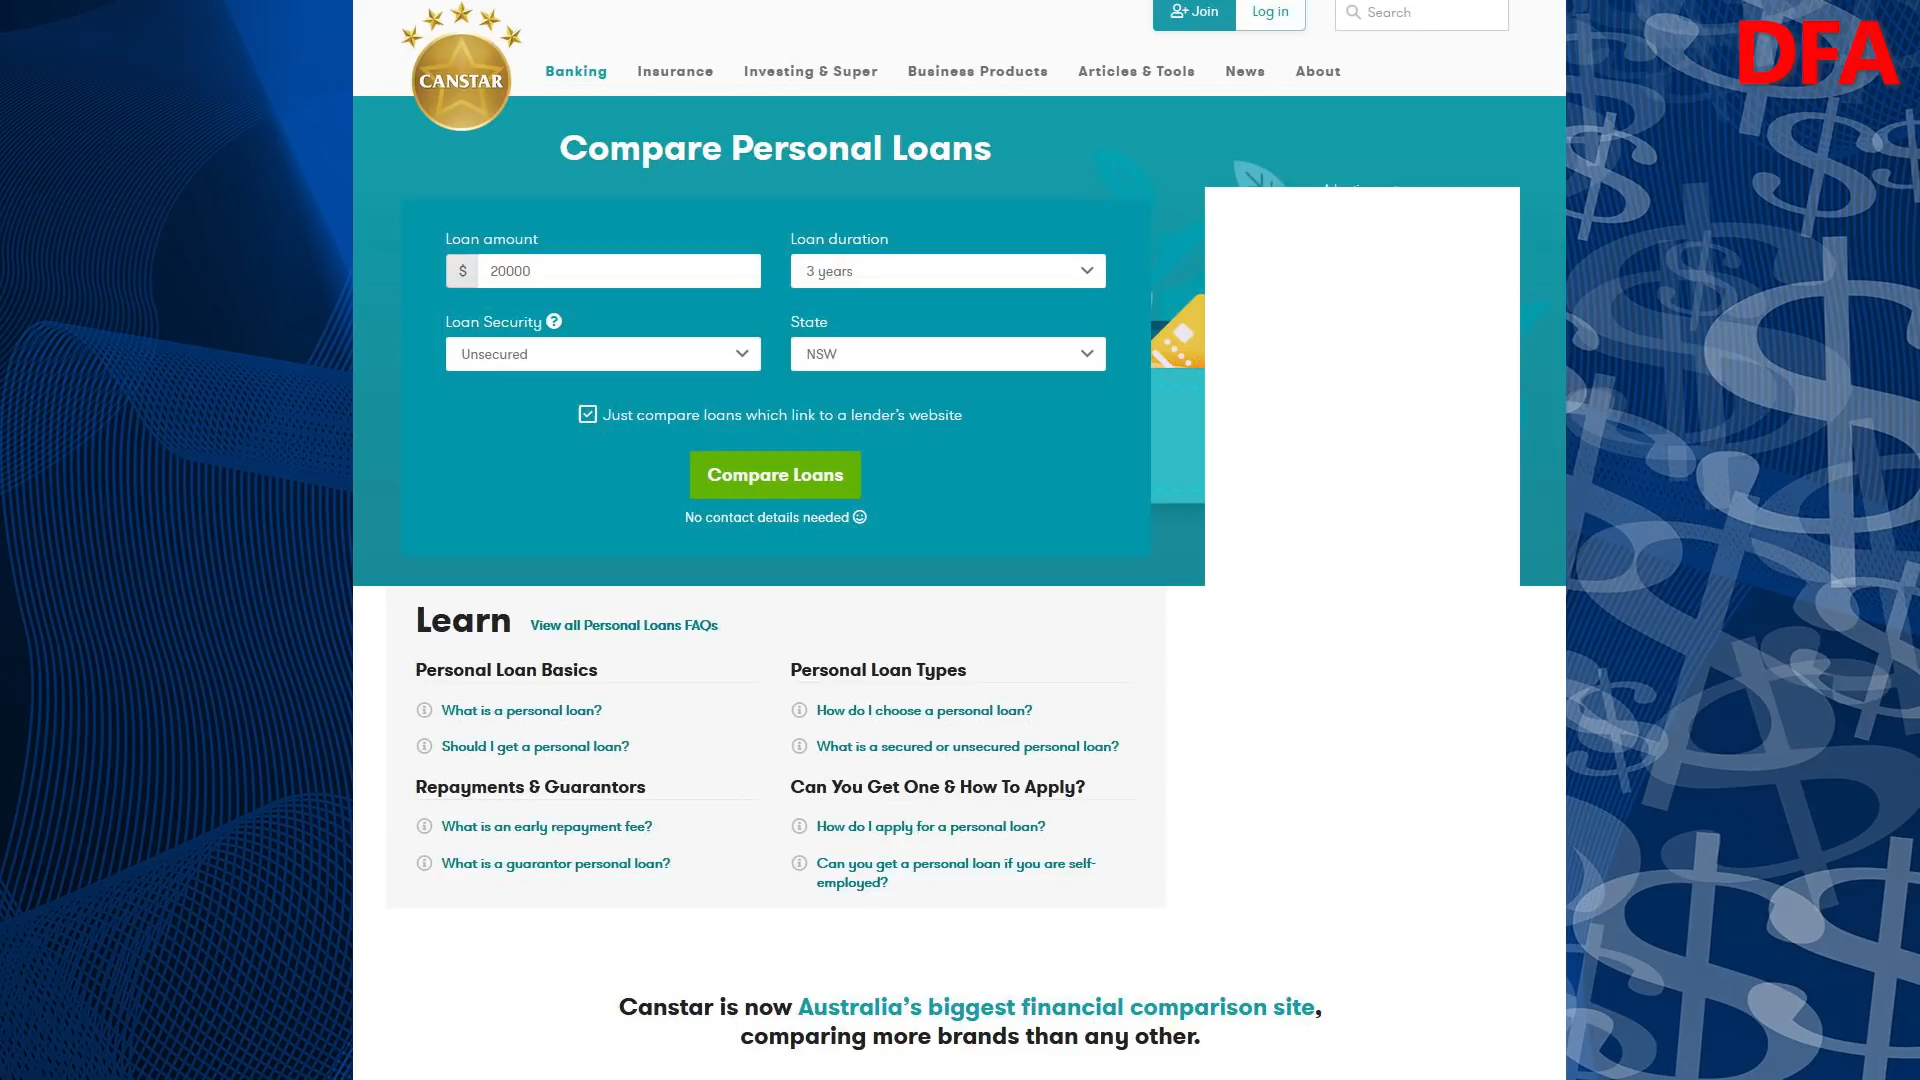 Join
Log in
Search
DFA
CANSTAR
Banking
Insurance
Investing & Super
Business Products
Articles & Tools
News
About
Compare Personal Loans
Loan amount
Loan duration
$ 20000
3 years
Loan Security ?
State
Unsecured
NSW
Just compare loans which link to a lender's website
Compare Loans
No contact details needed
Learn
View all Personal Loans FAQs
Personal Loan Basics
What is a personal loan?
Should I get a personal loan?
Personal Loan Types
How do I choose a personal loan?
What is a secured or unsecured personal loan?
Repayments & Guarantors
What is an early repayment fee?
What is a guarantor personal loan?
Can You Get One & How To Apply?
How do I apply for a personal loan?
Can you get a personal loan if you are self-
employed?
Canstar is now Australia's biggest financial comparison site,
comparing more brands than any other.